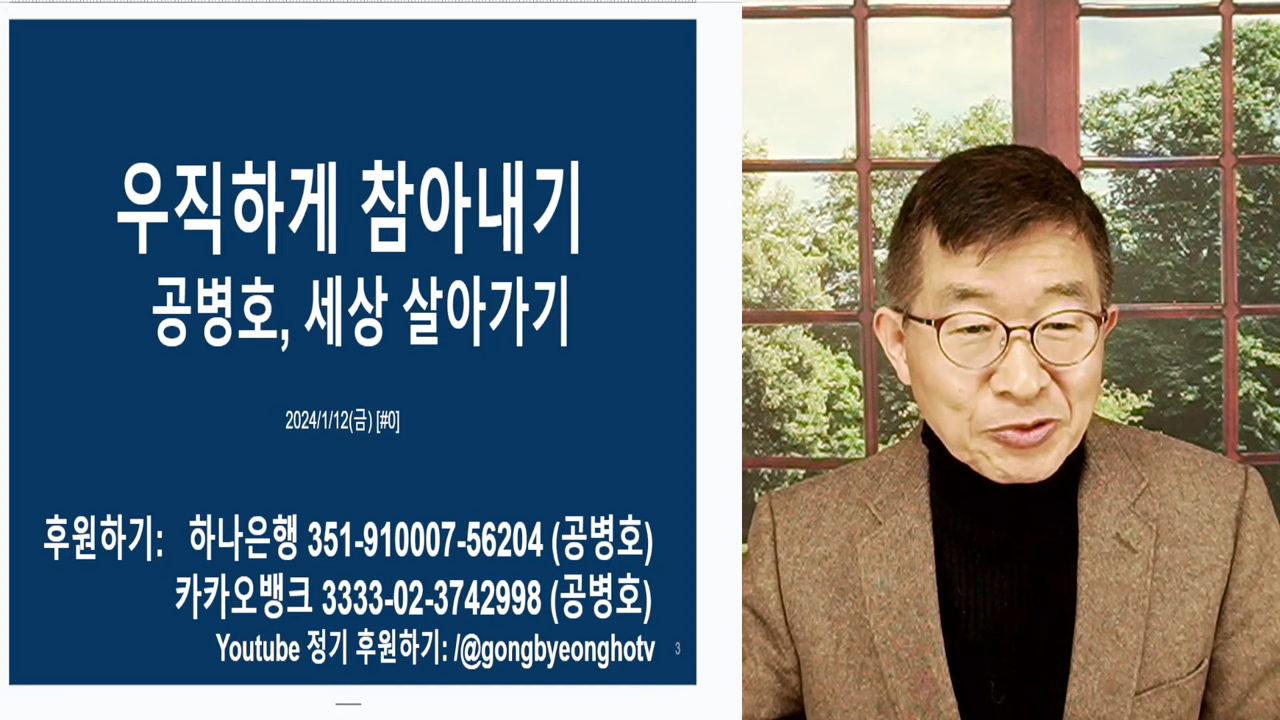 우직하게 참아내기
공병호, 세상 살아가기
2024/1/12(금) [#0]
후원하기: 하나은행 351-910007-56204 (공병호)
카카오뱅크 3333-02-3742998 (공병호)
Youtube 정기 후원하기: /@gongbyeonghotv
3